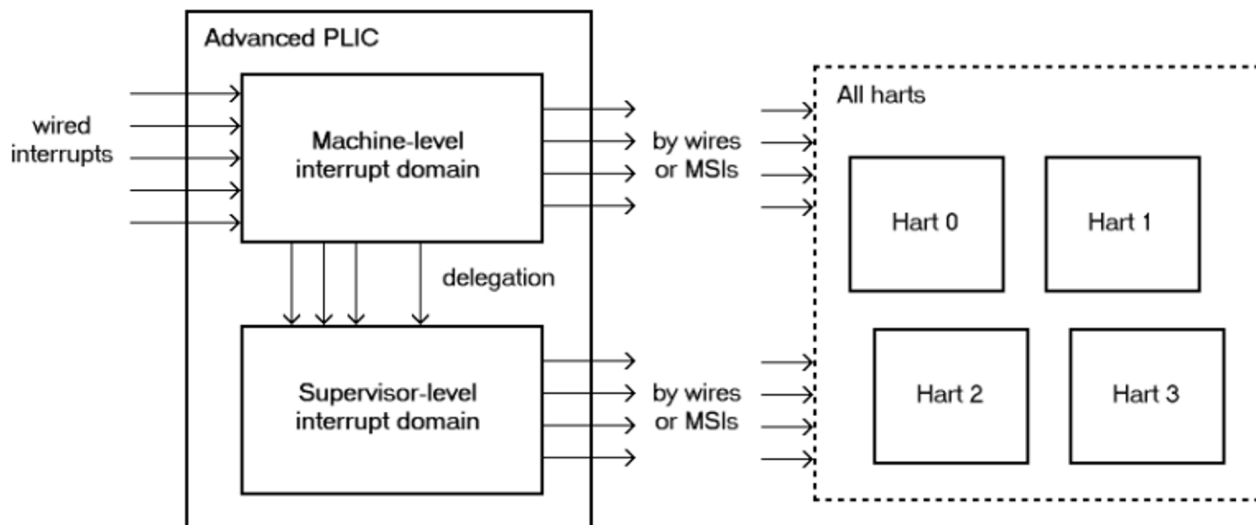 Advanced PLIC
wired
interrupts
Machine-level
interrupt domain
by wires
or MSIs
delegation
Supervisor-level
interrupt domain
by wires
or MSIs
All harts
Hart 0
Hart 1
Hart 2
Hart 3